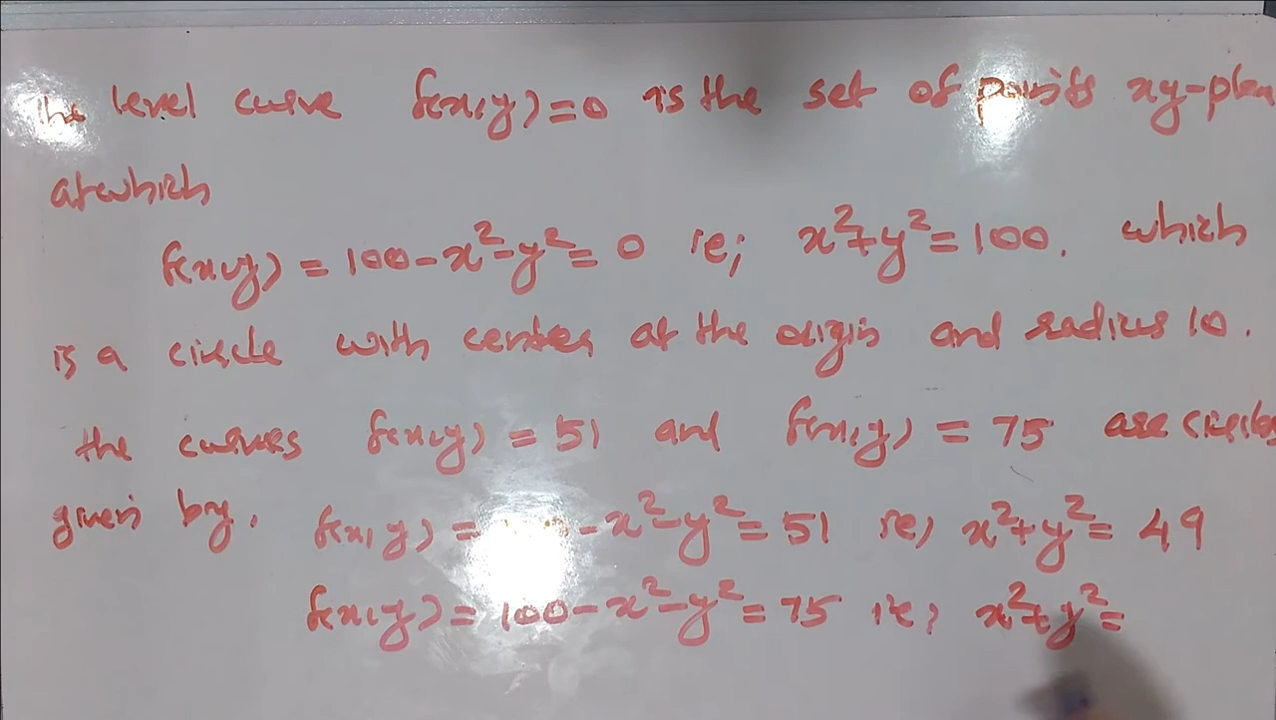 The level curve f(x,y)=0 is the set of points xy-plan
at which
f(x,y) = 100-x²-y²= 0 ie; x²+y²=100. which
is a circle with center at the origin and radius 10.
the curves f(x,y) = 51 and f(x,y) = 75 are circles
given by. f(x,y) = - x²-y²= 51 ie) x²+y²= 49
f(x,y) = 100-x²-y²= 75 ie; x²+y²=